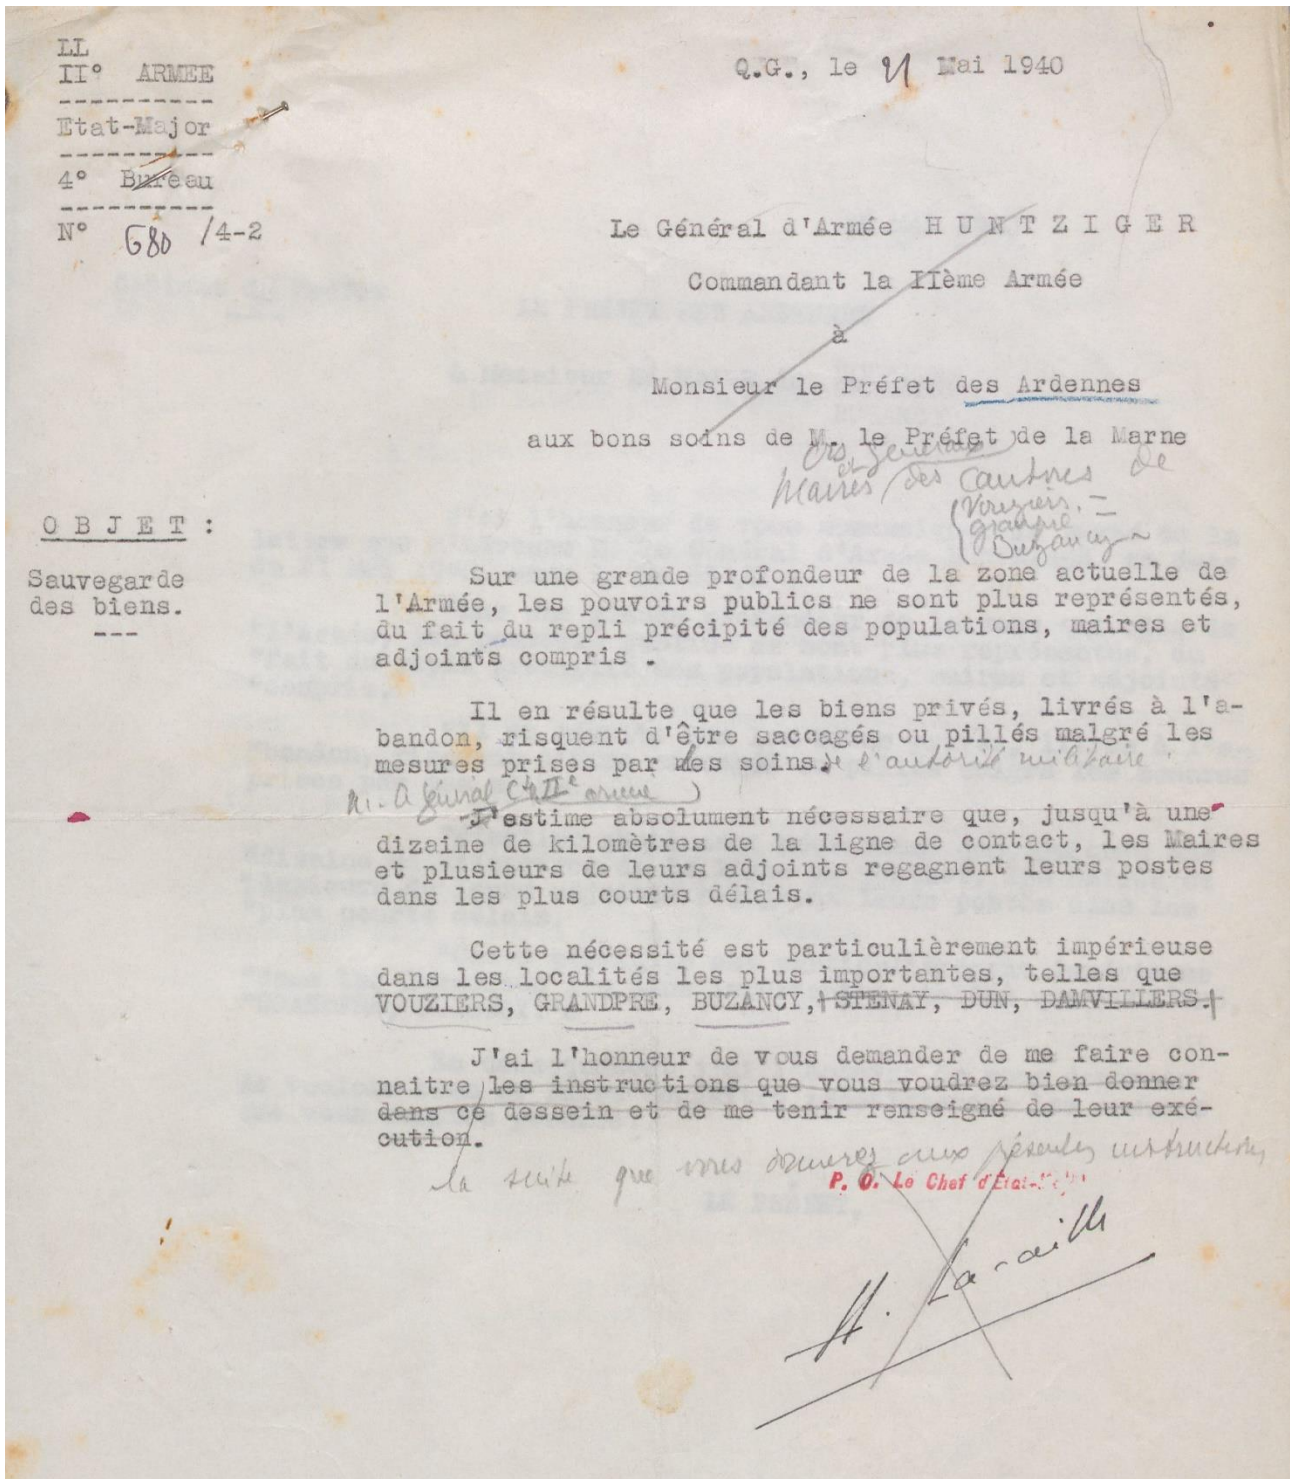 LL
II° ARMEE
----------
Etat-Major
----------
4° Bureau
----------
N° 680 /4-2
Q.G., le 21 Mai 1940
Le Général d'Armée H U N T Z I G E R
Commandant la IIème Armée
à
Monsieur le Préfet des Ardennes
aux bons soins de M. le Préfet de la Marne
Crs généraux
et
Maires des cantons de
Vouziers
Grandpré
Buzancy
O B J E T :
Sauvegarde
des biens.
---
Sur une grande profondeur de la zone actuelle de
l'Armée, les pouvoirs publics ne sont plus représentés,
du fait du repli précipité des populations, maires et
adjoints compris .
Il en résulte que les biens privés, livrés à l'a-
bandon, risquent d'être saccagés ou pillés malgré les
mesures prises par les soins de l'autorité militaire.
général Ct II e armée
J'estime absolument nécessaire que, jusqu'à une
dizaine de kilomètres de la ligne de contact, les Maires
et plusieurs de leurs adjoints regagnent leurs postes
dans les plus courts délais.
Cette nécessité est particulièrement impérieuse
dans les localités les plus importantes, telles que
VOUZIERS, GRANDPRE, BUZANCY, STENAY, DUN, DAMVILLERS.
J'ai l'honneur de vous demander de me faire con-
naitre les instructions que vous voudrez bien donner
dans ce dessein et de me tenir renseigné de leur exé-
cution.
la suite que vous donnerez aux présentes instructions
P. O. Le Chef d'Etat-Major